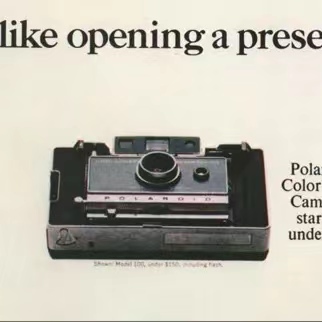 like opening a prese
Pola
Color
Cam
star
unde
POLAROID
Shown: Model 100, under $150, including flash.